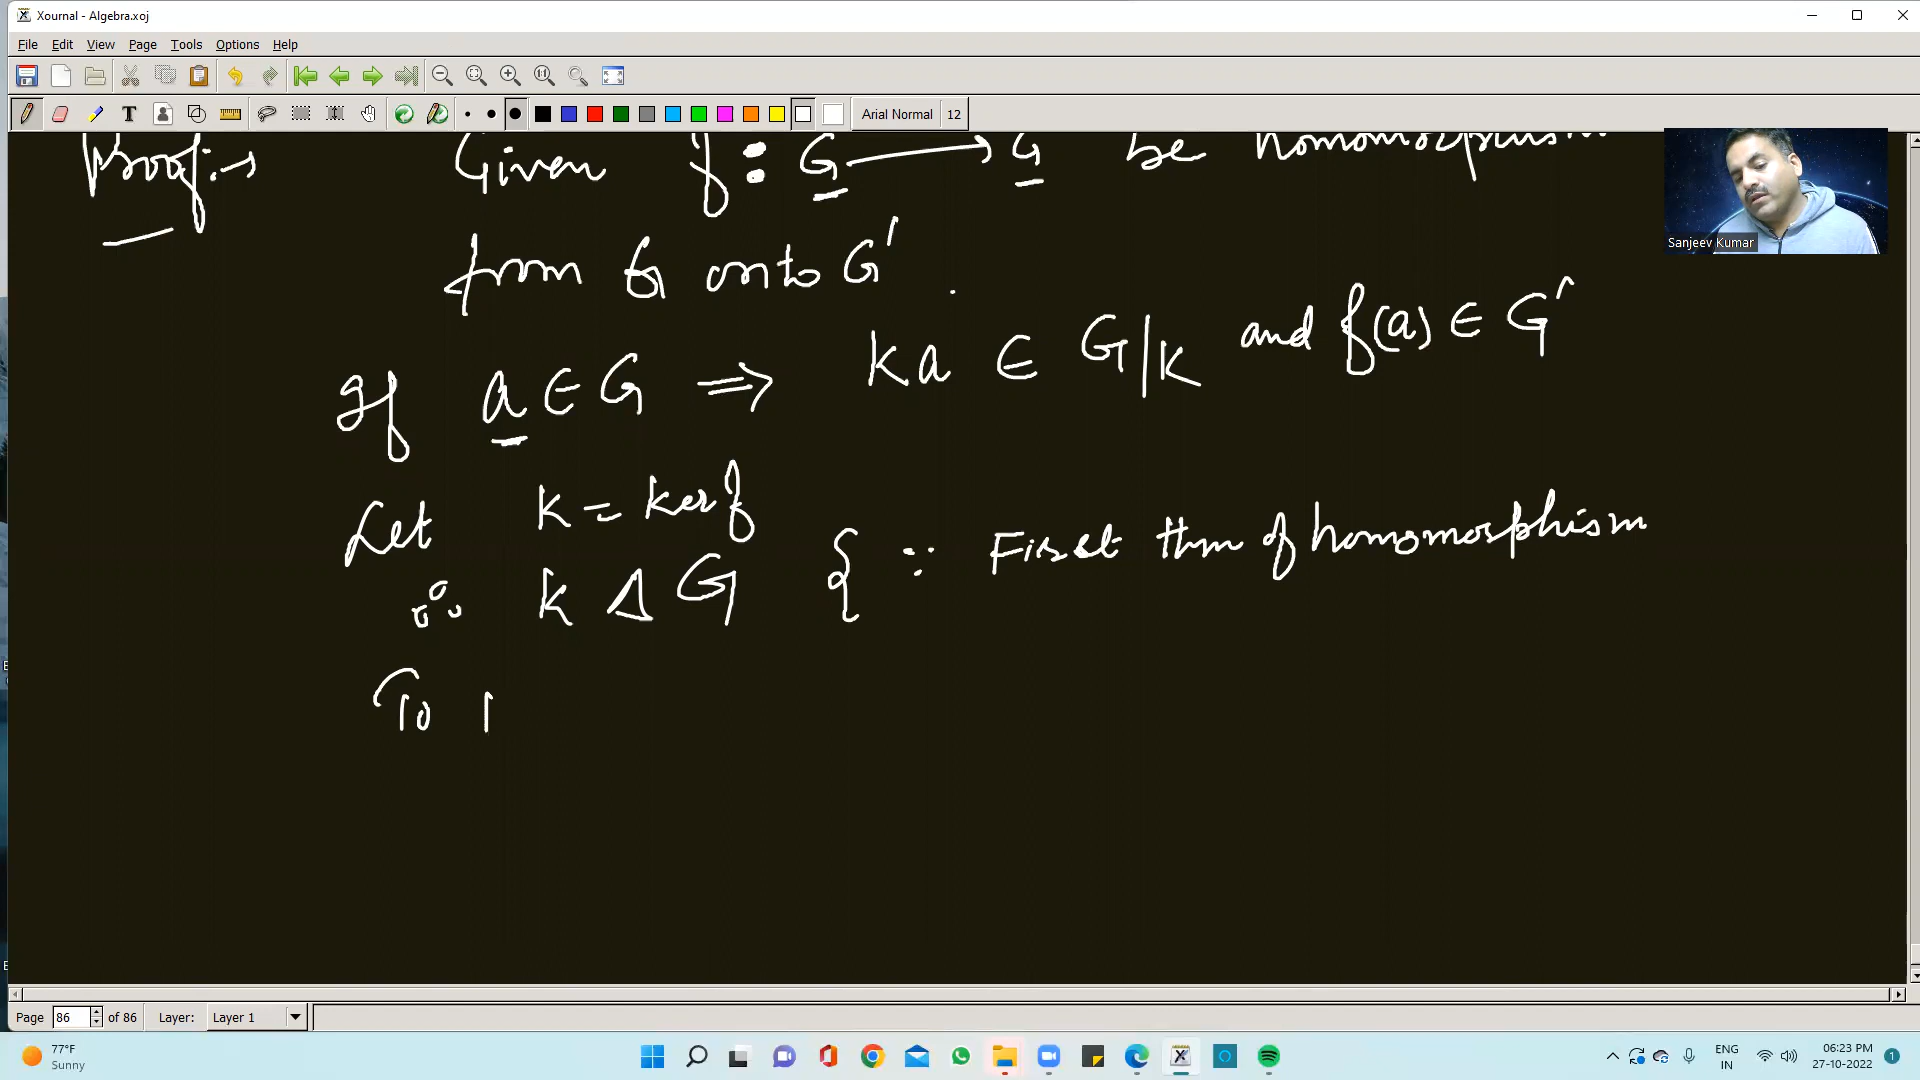 Xournal - Algebra.xoj
File Edit View Page Tools Options Help
Arial Normal 12
Proof:→ Given f : G ⟶ G be homomorphism
from G onto G′.
If a ∈ G ⇒ Ka ∈ G/K and f(a) ∈ G′
Let K = Ker f
∴ K Δ G { ∵ First thm of homomorphism
To
Sanjeev Kumar
Page 86 of 86 Layer: Layer 1
77°F
Sunny
ENG
IN
06:23 PM
27-10-2022
1